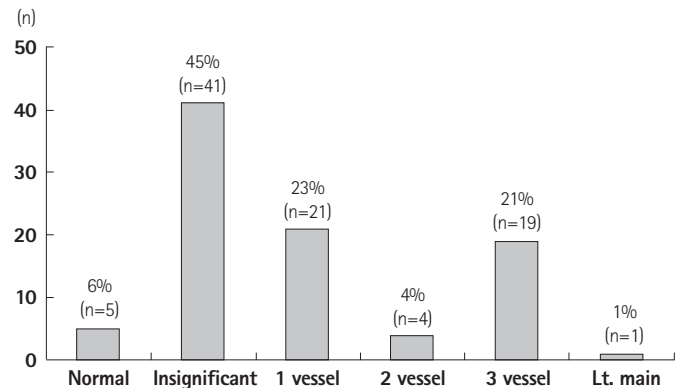 (n)
50
40
30
20
10
0
6%
(n=5)
45%
(n=41)
23%
(n=21)
4%
(n=4)
21%
(n=19)
1%
(n=1)
Normal Insignificant 1 vessel 2 vessel 3 vessel Lt. main